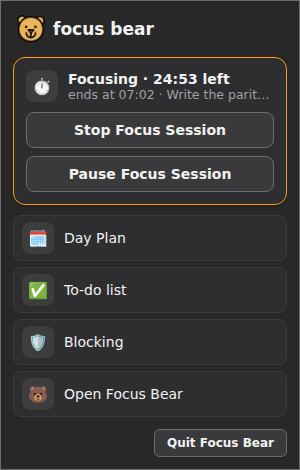 focus bear
Focusing · 24:53 left
ends at 07:02 · Write the parit...
Stop Focus Session
Pause Focus Session
Day Plan
To-do list
Blocking
Open Focus Bear
Quit Focus Bear